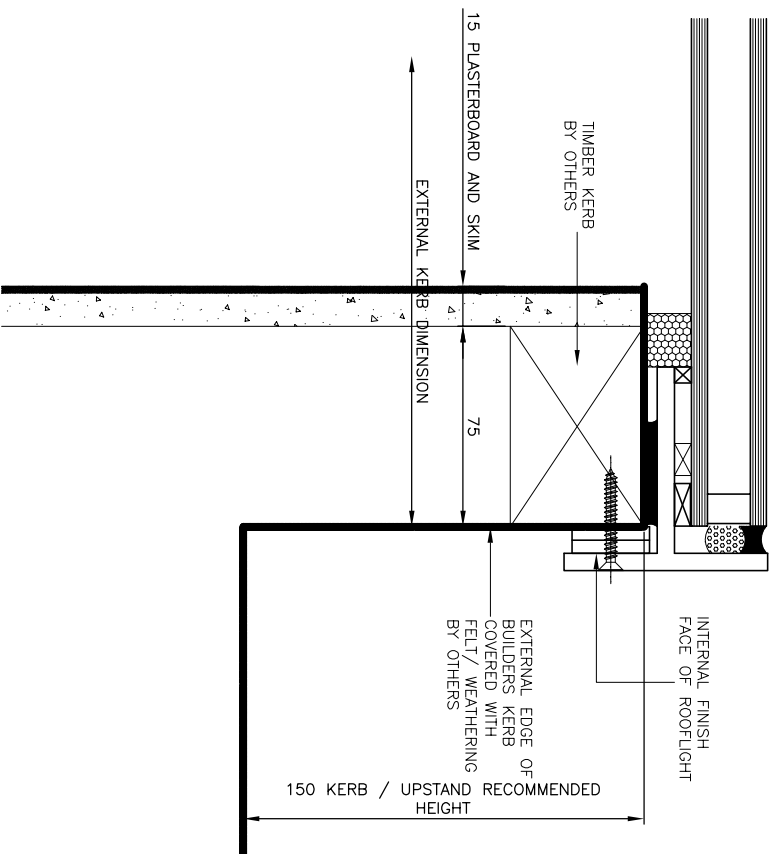 15 PLASTERBOARD AND SKIM
EXTERNAL KERB DIMENSION
TIMBER KERB
BY OTHERS
75
INTERNAL FINISH
FACE OF ROOFLIGHT
EXTERNAL EDGE OF
BUILDERS KERB
COVERED WITH
FELT/ WEATHERING
BY OTHERS
150 KERB / UPSTAND RECOMMENDED
HEIGHT